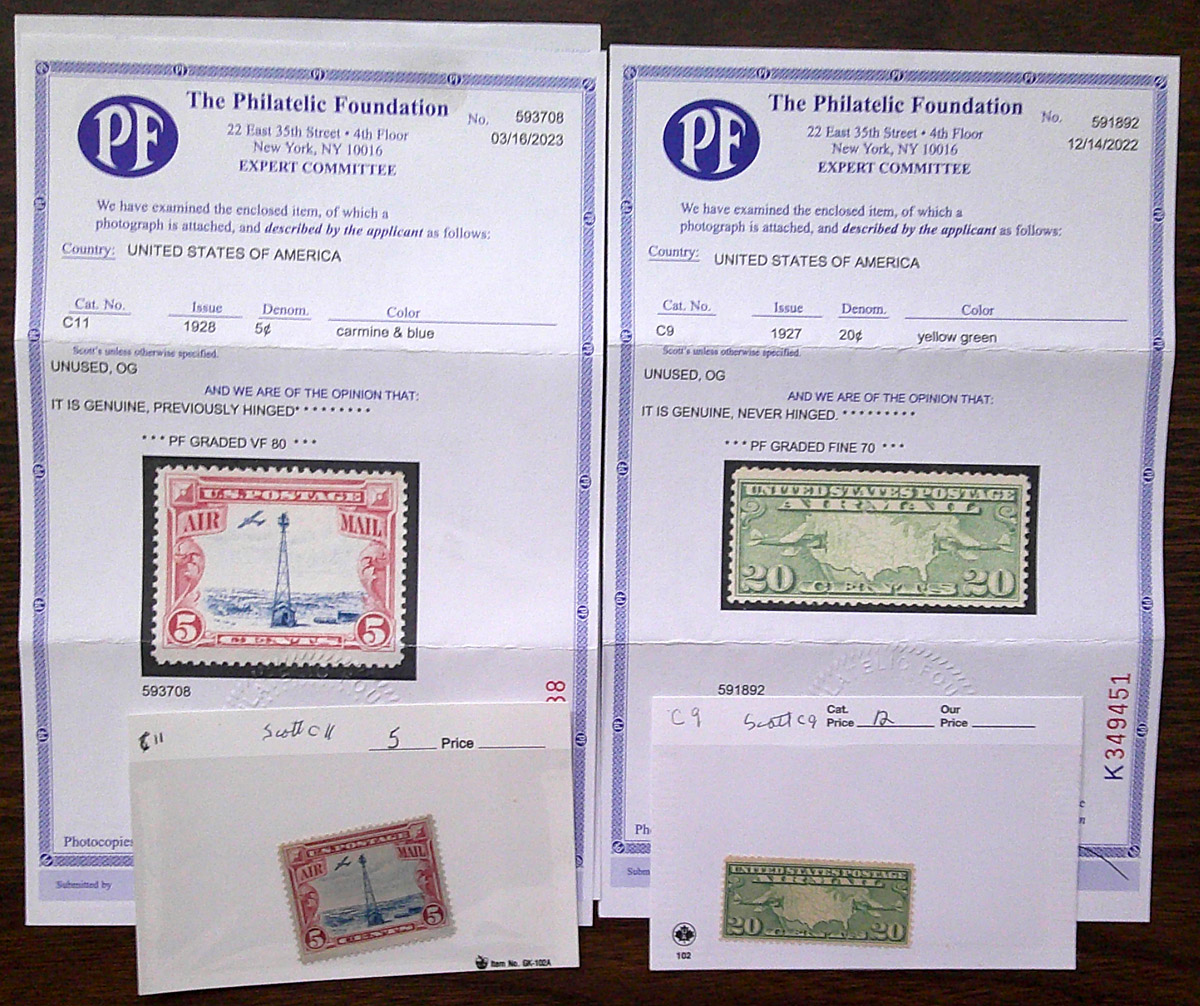 PF
The Philatelic Foundation
No. 593708
22 East 35th Street • 4th Floor
03/16/2023
New York, NY 10016
EXPERT COMMITTEE
We have examined the enclosed item, of which a
photograph is attached, and described by the applicant as follows:
Country: UNITED STATES OF AMERICA
Cat. No. Issue Denom. Color
C11 1928 5¢ carmine & blue
Scott's unless otherwise specified.
UNUSED, OG
AND WE ARE OF THE OPINION THAT:
IT IS GENUINE, PREVIOUSLY HINGED* * * * * * * * *
* * * PF GRADED VF 80 * * *
U.S. POSTAGE
AIR MAIL
5 CENTS 5
593708
Photocopies
Submitted by
Scott C11 5 Price
C11
U.S. POSTAGE
AIR MAIL
5 CENTS 5
Item No. GK-102A
PF
The Philatelic Foundation
No. 591892
22 East 35th Street • 4th Floor
12/14/2022
New York, NY 10016
EXPERT COMMITTEE
We have examined the enclosed item, of which a
photograph is attached, and described by the applicant as follows:
Country: UNITED STATES OF AMERICA
Cat. No. Issue Denom. Color
C9 1927 20¢ yellow green
Scott's unless otherwise specified.
UNUSED, OG
AND WE ARE OF THE OPINION THAT:
IT IS GENUINE, NEVER HINGED. * * * * * * * * *
* * * PF GRADED FINE 70 * * *
UNITED STATES POSTAGE
AIR MAIL
20 CENTS 20
591892
K349451
C9 Scott C9 Cat. Price 12 Our Price
UNITED STATES POSTAGE
AIR MAIL
20 CENTS 20
102